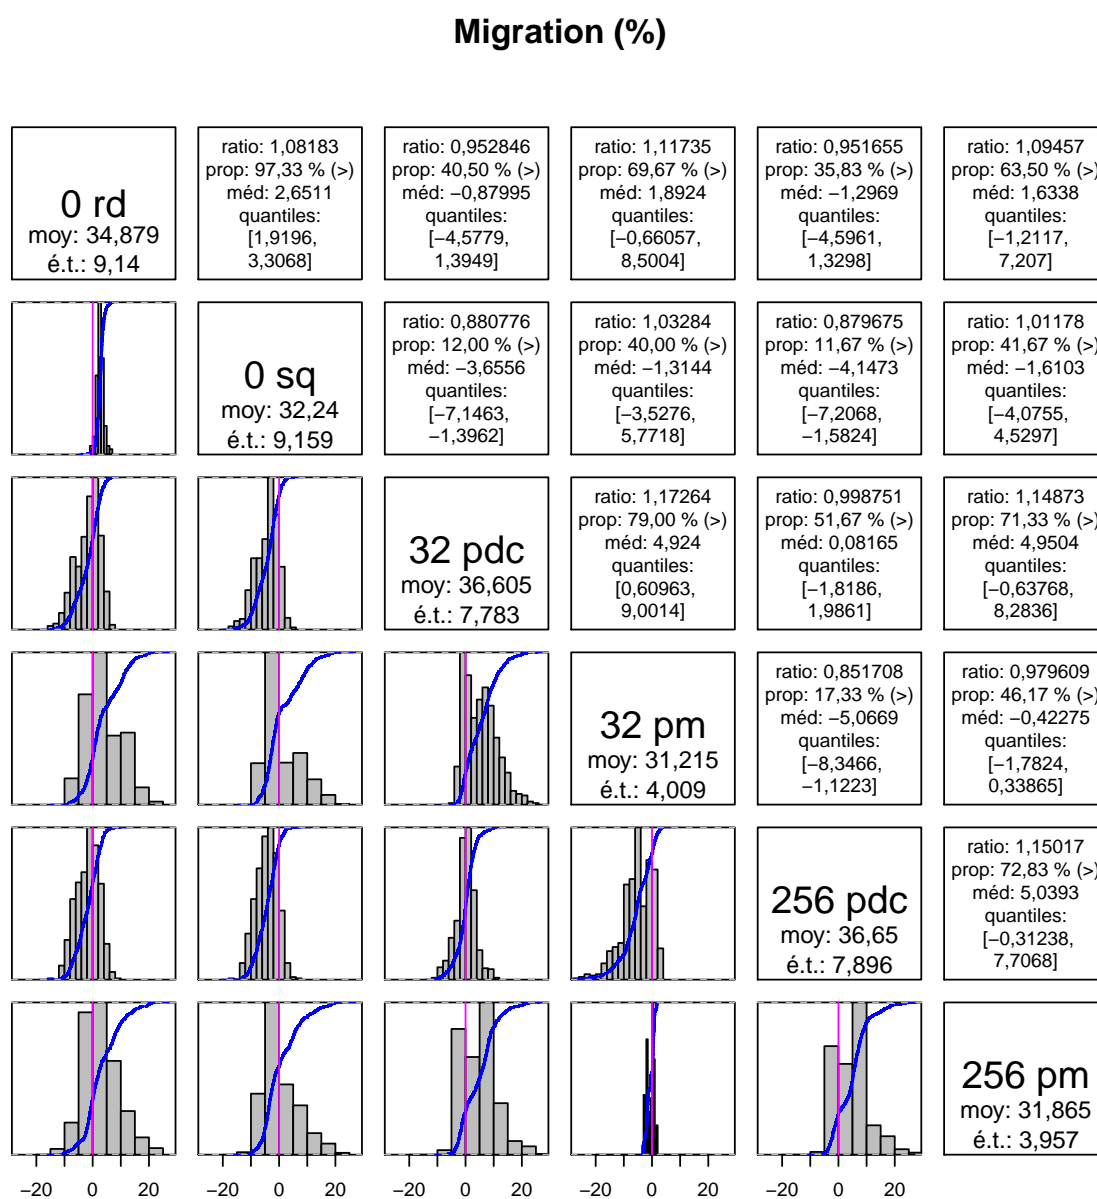 Migration (%)
0 rd
moy: 34,879
é.t.: 9,14
ratio: 1,08183
prop: 97,33 % (>)
méd: 2,6511
quantiles:
[1,9196,
3,3068]
ratio: 0,952846
prop: 40,50 % (>)
méd: −0,87995
quantiles:
[−4,5779,
1,3949]
ratio: 1,11735
prop: 69,67 % (>)
méd: 1,8924
quantiles:
[−0,66057,
8,5004]
ratio: 0,951655
prop: 35,83 % (>)
méd: −1,2969
quantiles:
[−4,5961,
1,3298]
ratio: 1,09457
prop: 63,50 % (>)
méd: 1,6338
quantiles:
[−1,2117,
7,207]
0 sq
moy: 32,24
é.t.: 9,159
ratio: 0,880776
prop: 12,00 % (>)
méd: −3,6556
quantiles:
[−7,1463,
−1,3962]
ratio: 1,03284
prop: 40,00 % (>)
méd: −1,3144
quantiles:
[−3,5276,
5,7718]
ratio: 0,879675
prop: 11,67 % (>)
méd: −4,1473
quantiles:
[−7,2068,
−1,5824]
ratio: 1,01178
prop: 41,67 % (>)
méd: −1,6103
quantiles:
[−4,0755,
4,5297]
32 pdc
moy: 36,605
é.t.: 7,783
ratio: 1,17264
prop: 79,00 % (>)
méd: 4,924
quantiles:
[0,60963,
9,0014]
ratio: 0,998751
prop: 51,67 % (>)
méd: 0,08165
quantiles:
[−1,8186,
1,9861]
ratio: 1,14873
prop: 71,33 % (>)
méd: 4,9504
quantiles:
[−0,63768,
8,2836]
32 pm
moy: 31,215
é.t.: 4,009
ratio: 0,851708
prop: 17,33 % (>)
méd: −5,0669
quantiles:
[−8,3466,
−1,1223]
ratio: 0,979609
prop: 46,17 % (>)
méd: −0,42275
quantiles:
[−1,7824,
0,33865]
256 pdc
moy: 36,65
é.t.: 7,896
ratio: 1,15017
prop: 72,83 % (>)
méd: 5,0393
quantiles:
[−0,31238,
7,7068]
256 pm
moy: 31,865
é.t.: 3,957
−20 0 20 −20 0 20 −20 0 20 −20 0 20 −20 0 20